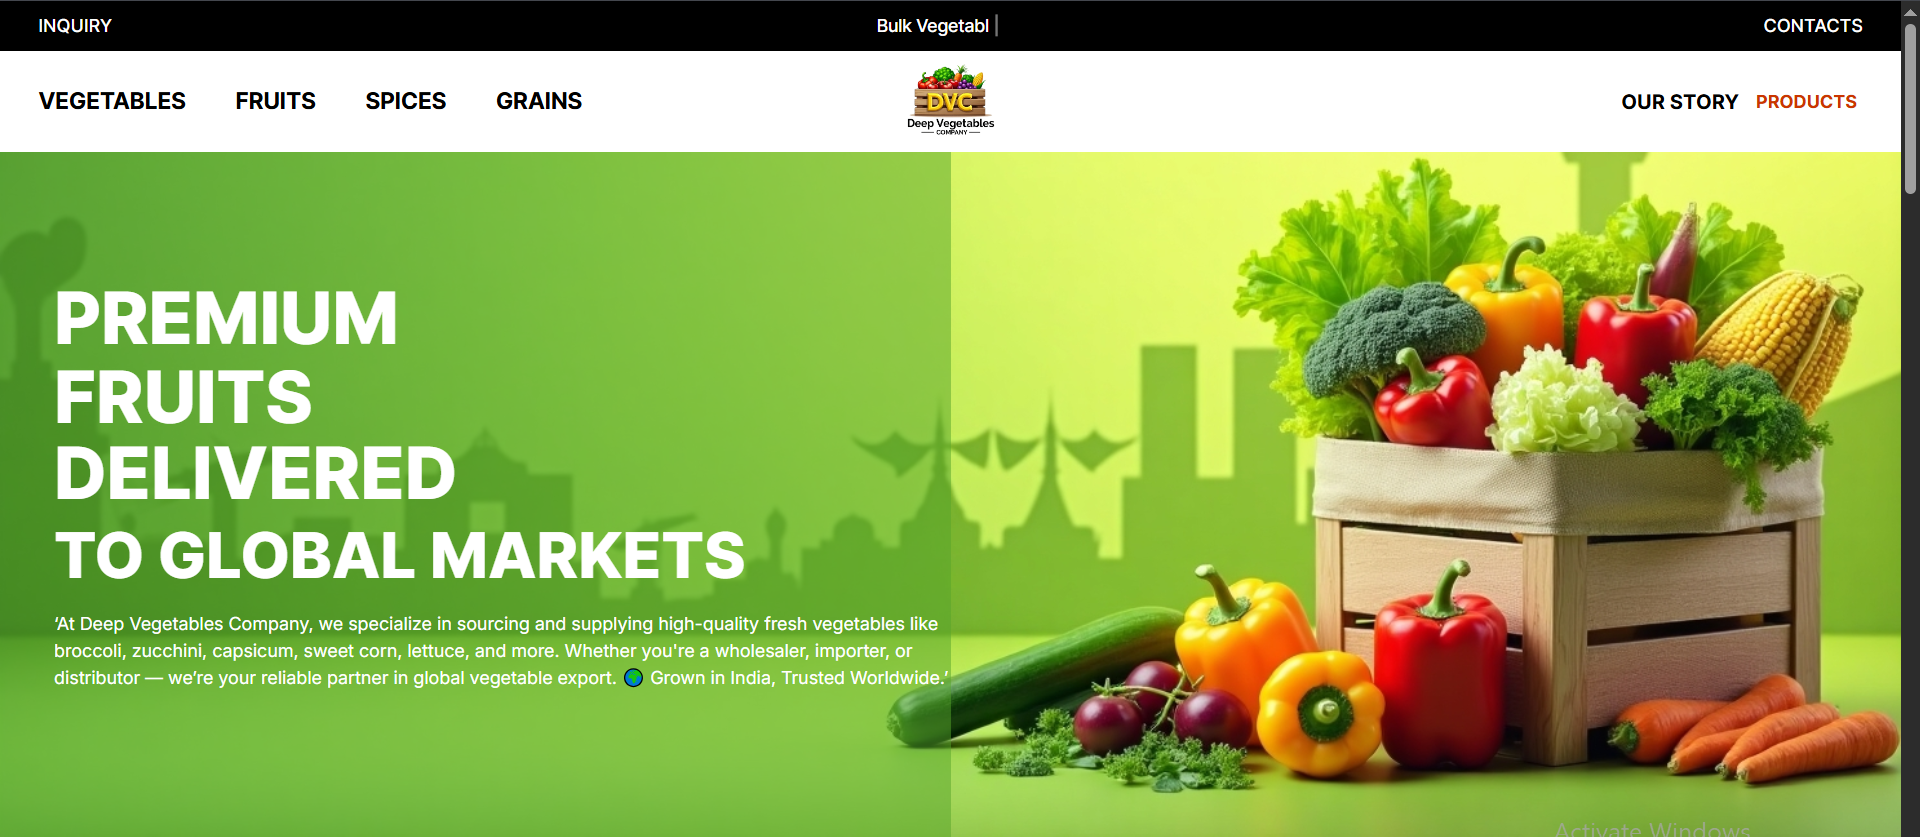 INQUIRY
Bulk Vegetabl |
CONTACTS
VEGETABLES
FRUITS
SPICES
GRAINS
DVC
Deep Vegetables
COMPANY
OUR STORY
PRODUCTS
PREMIUM
FRUITS
DELIVERED
TO GLOBAL MARKETS
‘At Deep Vegetables Company, we specialize in sourcing and supplying high-quality fresh vegetables like
broccoli, zucchini, capsicum, sweet corn, lettuce, and more. Whether you're a wholesaler, importer, or
distributor — we’re your reliable partner in global vegetable export. 🌍 Grown in India, Trusted Worldwide.’
Activate Windows